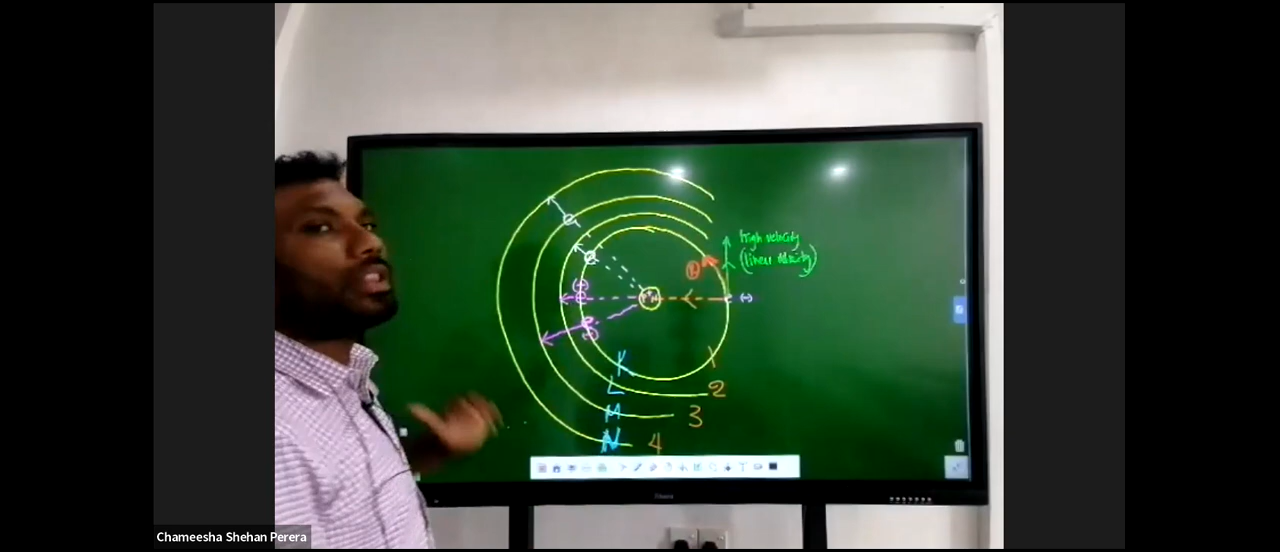 high velocity
(linear velocity)
R
(-)
(-)
(-)
K
1
L
2
M
3
N
4
Chameesha Shehan Perera